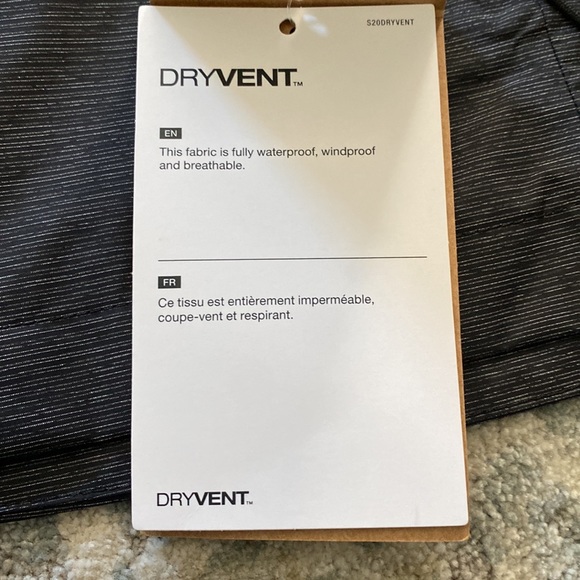 S20DRYVENT
DRYVENT™
EN
This fabric is fully waterproof, windproof
and breathable.
FR
Ce tissu est entièrement imperméable,
coupe-vent et respirant.
DRYVENT™